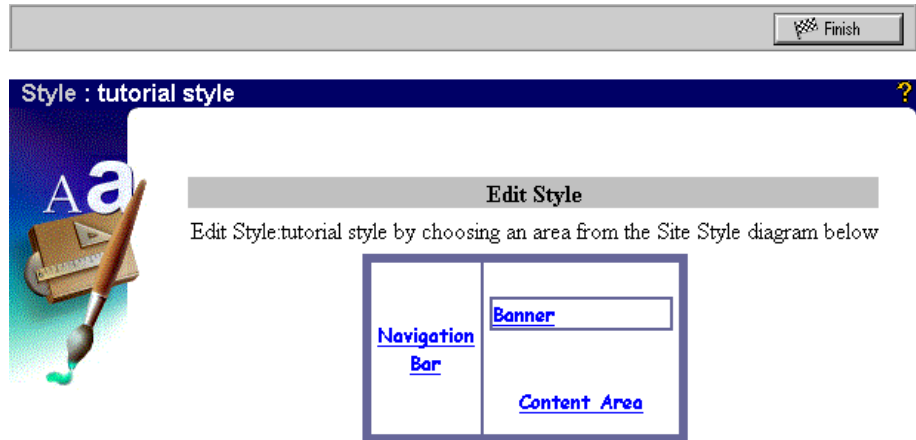 Finish
Style : tutorial style
?
A a
Edit Style
Edit Style:tutorial style by choosing an area from the Site Style diagram below
Banner
Navigation
Bar
Content Area